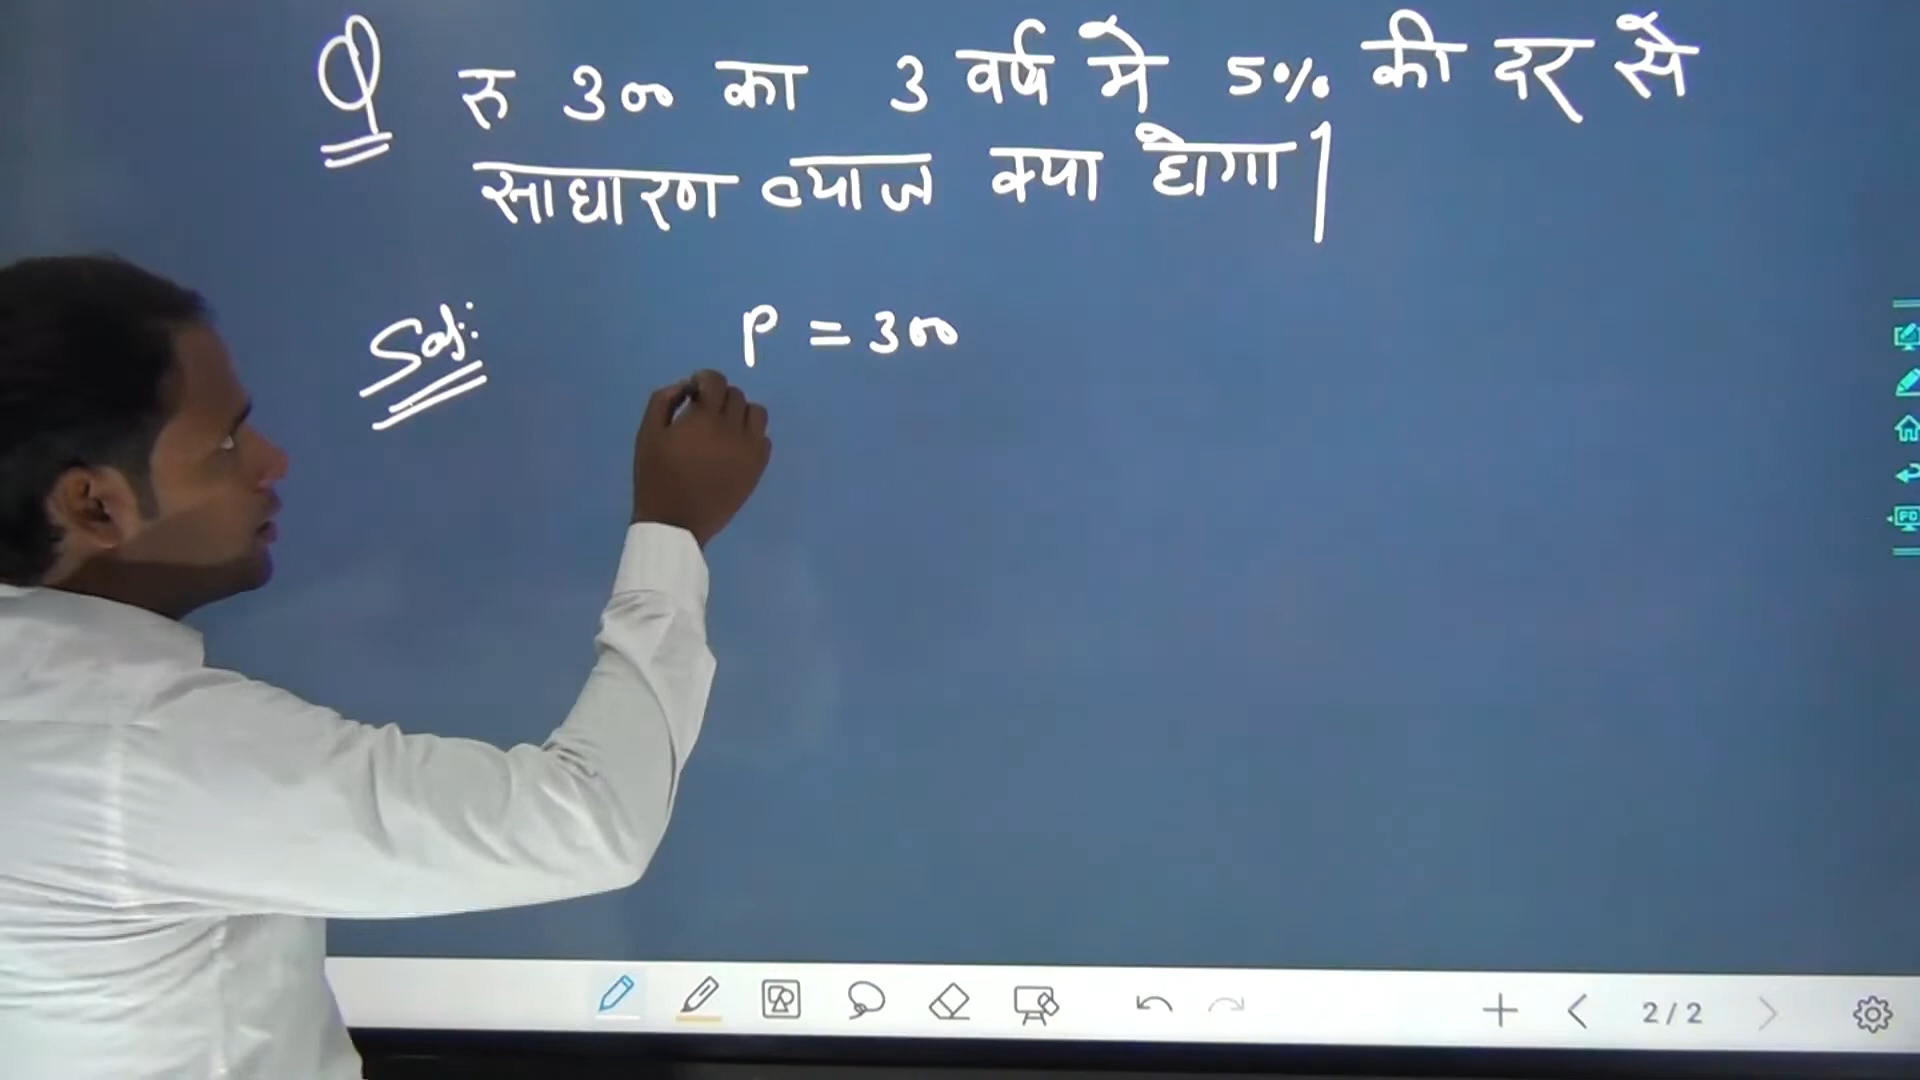 Q रु 300 का 3 वर्ष मे 5% की दर से
साधारण ब्याज क्या होगा|
Sol:
P = 300
2/2